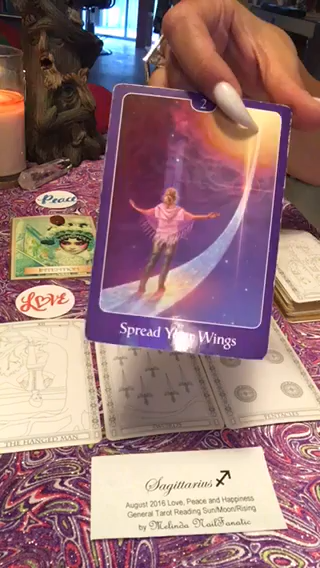 2
Peace
Spread Your Wings
LOVE
THE HANGED MAN
PENTACLES
Sagittarius ♐
August 2016 Love, Peace and Happiness
General Tarot Reading Sun/Moon/Rising
by Melinda NailFanatic